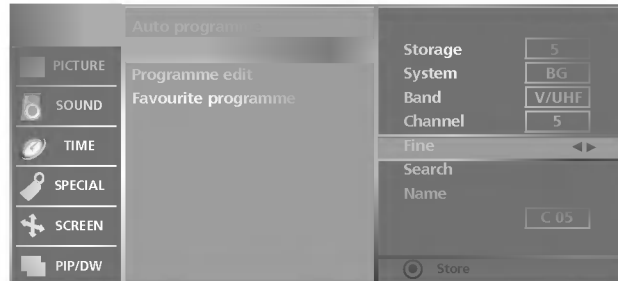 PICTURE
SOUND
TIME
SPECIAL
SCREEN
PIP/DW
Auto programme
Programme edit
Favourite programme
Storage 5
System BG
Band V/UHF
Channel 5
Fine ◀▶
Search
Name
C 05
Store